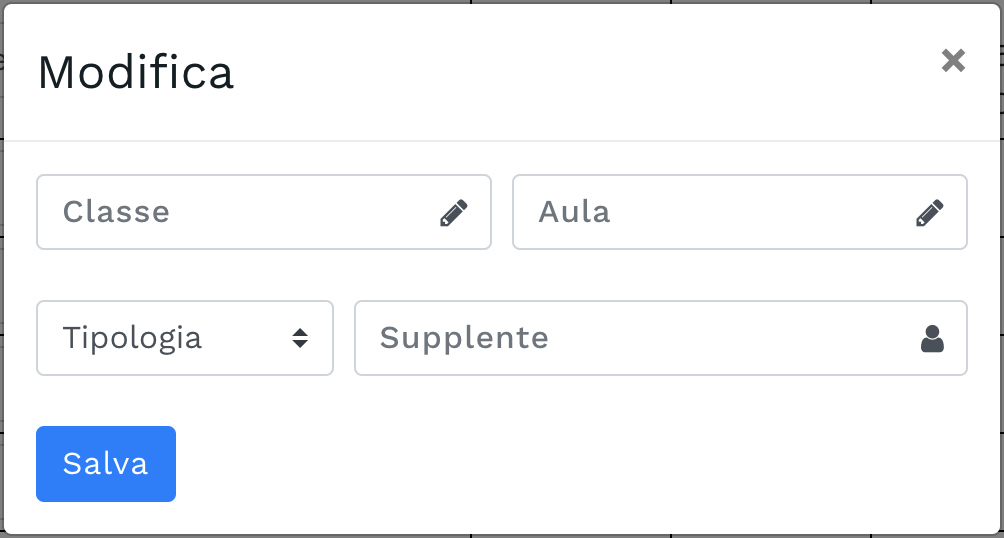 Modifica
Classe
Aula
Tipologia
Supplente
Salva